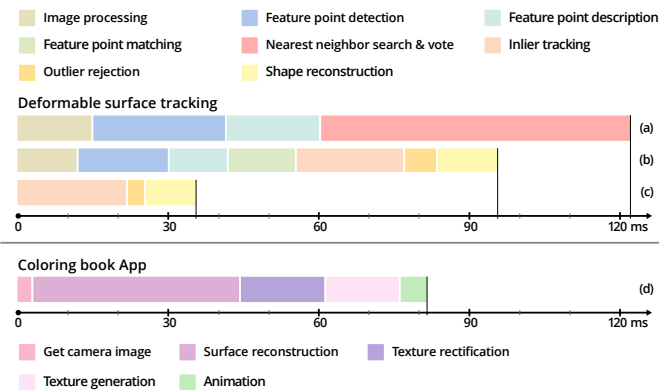 Image processing Feature point detection Feature point description
Feature point matching Nearest neighbor search & vote Inlier tracking
Outlier rejection Shape reconstruction
Deformable surface tracking
(a)
(b)
(c)
0 30 60 90 120 ms
Coloring book App
(d)
0 30 60 90 120 ms
Get camera image Surface reconstruction Texture rectification
Texture generation Animation